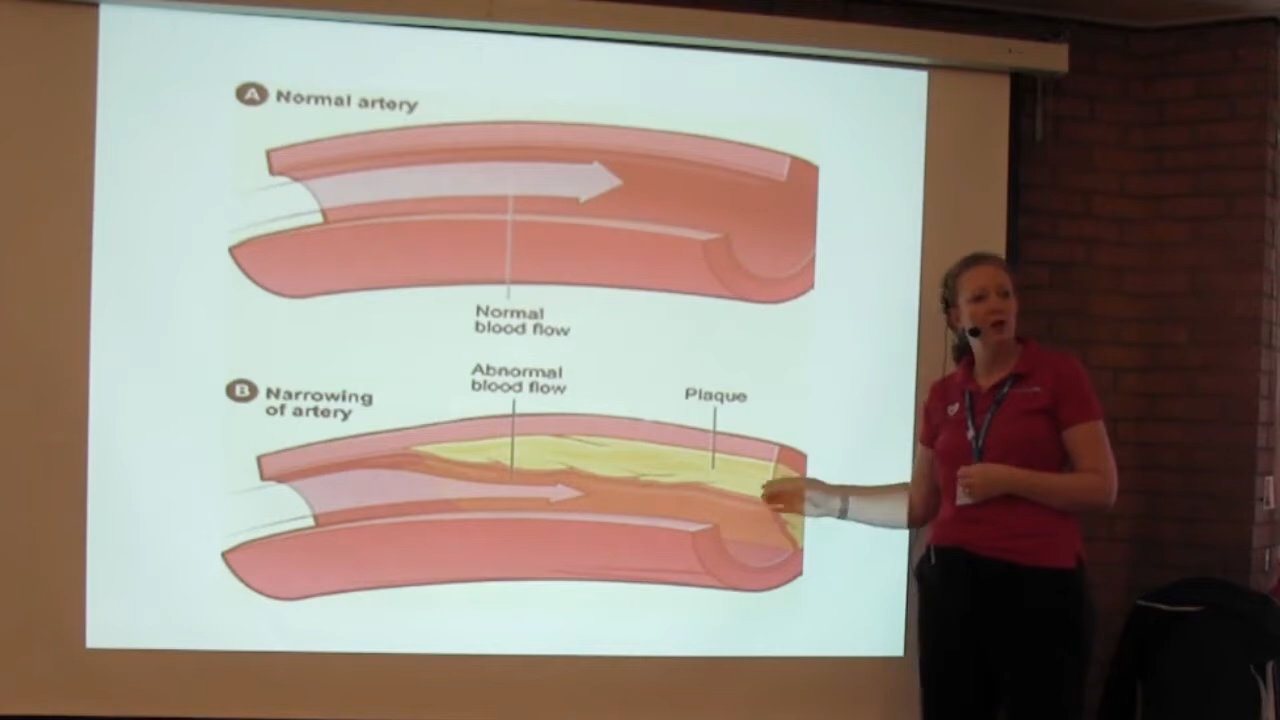 A Normal artery
Normal
blood flow
Abnormal
blood flow
Plaque
B Narrowing
of artery